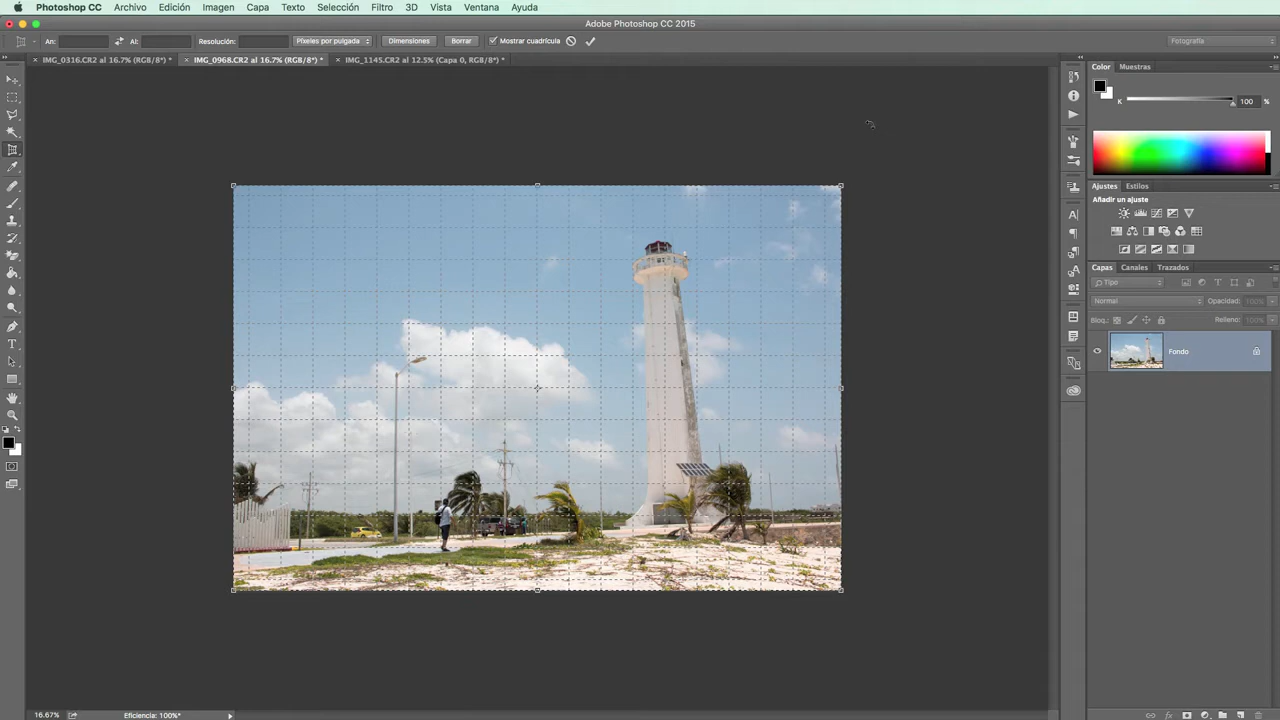 Photoshop CC Archivo Edición Imagen Capa Texto Selección Filtro 3D Vista Ventana Ayuda
Adobe Photoshop CC 2015
An: Al: Resolución: Píxeles por pulgada Dimensiones Borrar Mostrar cuadrícula Fotografía
IMG_0316.CR2 al 16.7% (RGB/8*) * IMG_0968.CR2 al 16.7% (RGB/8*) * IMG_1145.CR2 al 12.5% (Capa 0, RGB/8*) *
Color Muestras
K 100 %
Ajustes Estilos
Añadir un ajuste
Capas Canales Trazados
Tipo
Normal Opacidad: 100%
Bloq.: Relleno: 100%
Fondo
16.67% Eficiencia: 100%*